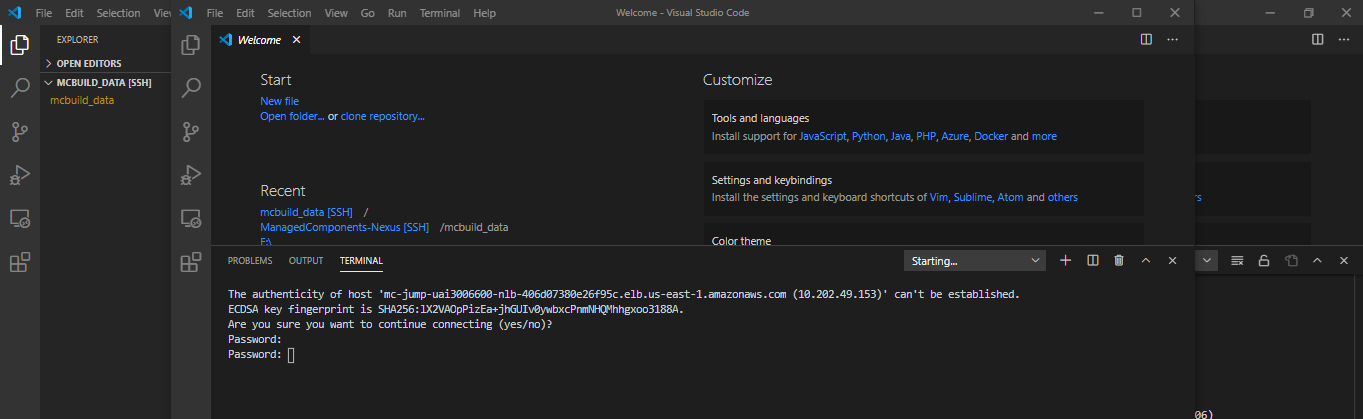 File Edit Selection View
File Edit Selection View Go Run Terminal Help
Welcome - Visual Studio Code
EXPLORER
OPEN EDITORS
MCBUILD_DATA [SSH]
mcbuild_data
Welcome
Start
New file
Open folder... or clone repository...
Recent
mcbuild_data [SSH] /
ManagedComponents-Nexus [SSH] /mcbuild_data
F:\
Customize
Tools and languages
Install support for JavaScript, Python, Java, PHP, Azure, Docker and more
Settings and keybindings
Install the settings and keyboard shortcuts of Vim, Sublime, Atom and others
rs
Color theme
PROBLEMS OUTPUT TERMINAL
Starting...
The authenticity of host 'mc-jump-uai3006600-nlb-406d07380e26f95c.elb.us-east-1.amazonaws.com (10.202.49.153)' can't be established.
ECDSA key fingerprint is SHA256:lX2VAOpPizEa+jhGUIv0ywbxcPnmNHQMhhgxoo3188A.
Are you sure you want to continue connecting (yes/no)?
Password:
Password:
06)